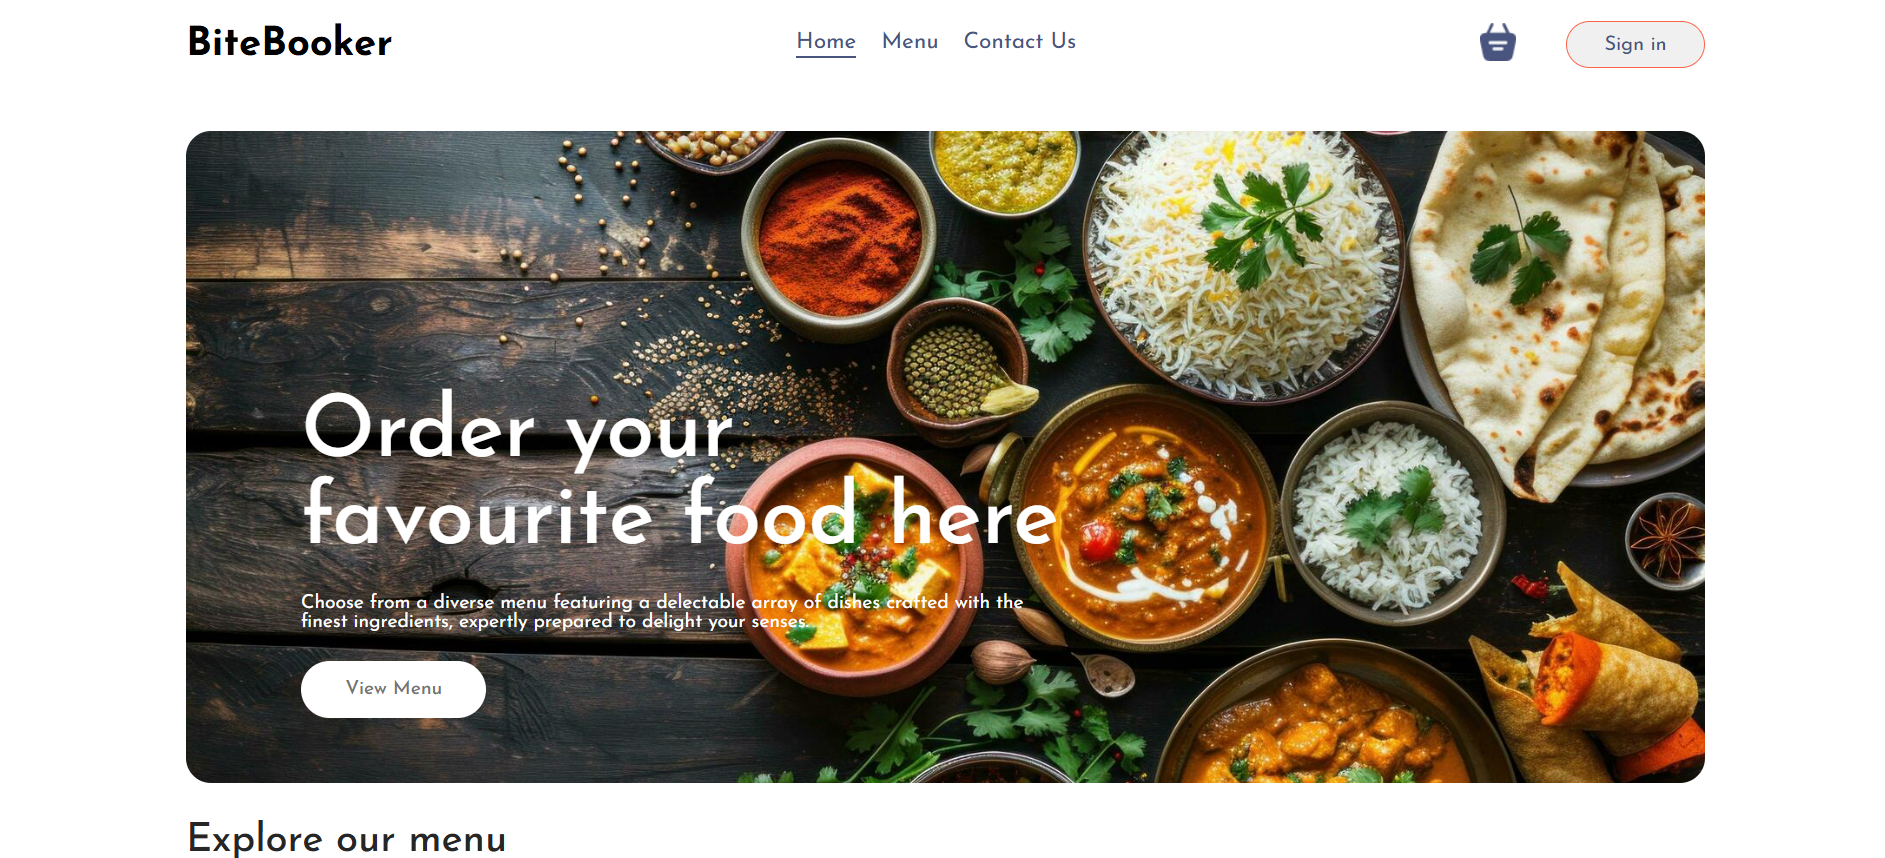 BiteBooker
Home Menu Contact Us
Sign in
Order your
favourite food here
Choose from a diverse menu featuring a delectable array of dishes crafted with the
finest ingredients, expertly prepared to delight your senses.
View Menu
Explore our menu